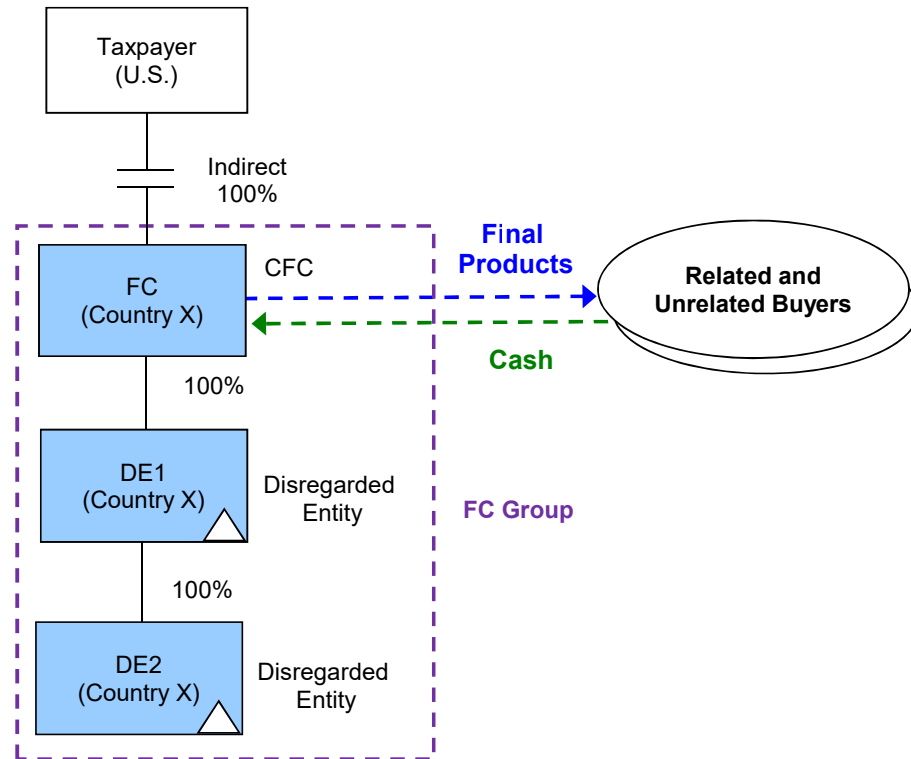 Taxpayer
(U.S.)
Indirect
100%
FC
(Country X)
CFC
Final
Products
Cash
Related and
Unrelated Buyers
100%
DE1
(Country X)
Disregarded
Entity
FC Group
100%
DE2
(Country X)
Disregarded
Entity